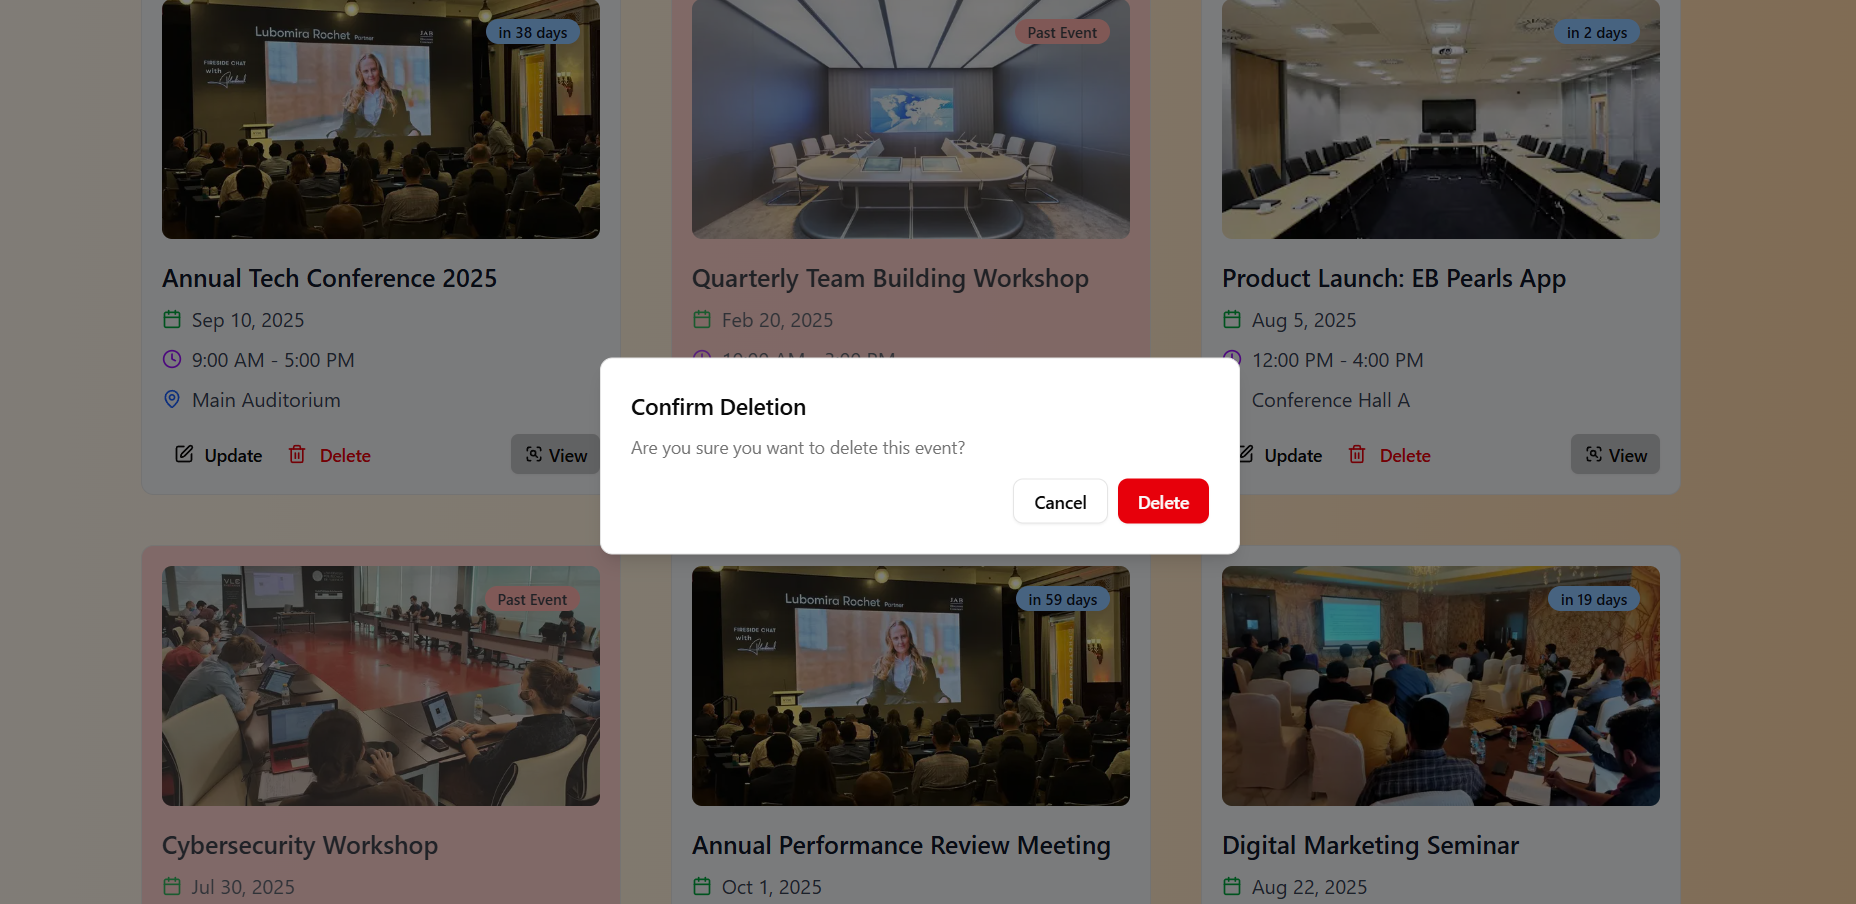 Lubomira Rochet Partner
JAB
in 38 days
FIRESIDE CHAT
with
Past Event
in 2 days
Annual Tech Conference 2025
Sep 10, 2025
9:00 AM - 5:00 PM
Main Auditorium
Update
Delete
View
Quarterly Team Building Workshop
Feb 20, 2025
Product Launch: EB Pearls App
Aug 5, 2025
12:00 PM - 4:00 PM
Conference Hall A
Update
Delete
View
Confirm Deletion
Are you sure you want to delete this event?
Cancel
Delete
VLE
Past Event
Lubomira Rochet Partner
JAB
in 59 days
FIRESIDE CHAT
with
in 19 days
Cybersecurity Workshop
Jul 30, 2025
Annual Performance Review Meeting
Oct 1, 2025
Digital Marketing Seminar
Aug 22, 2025